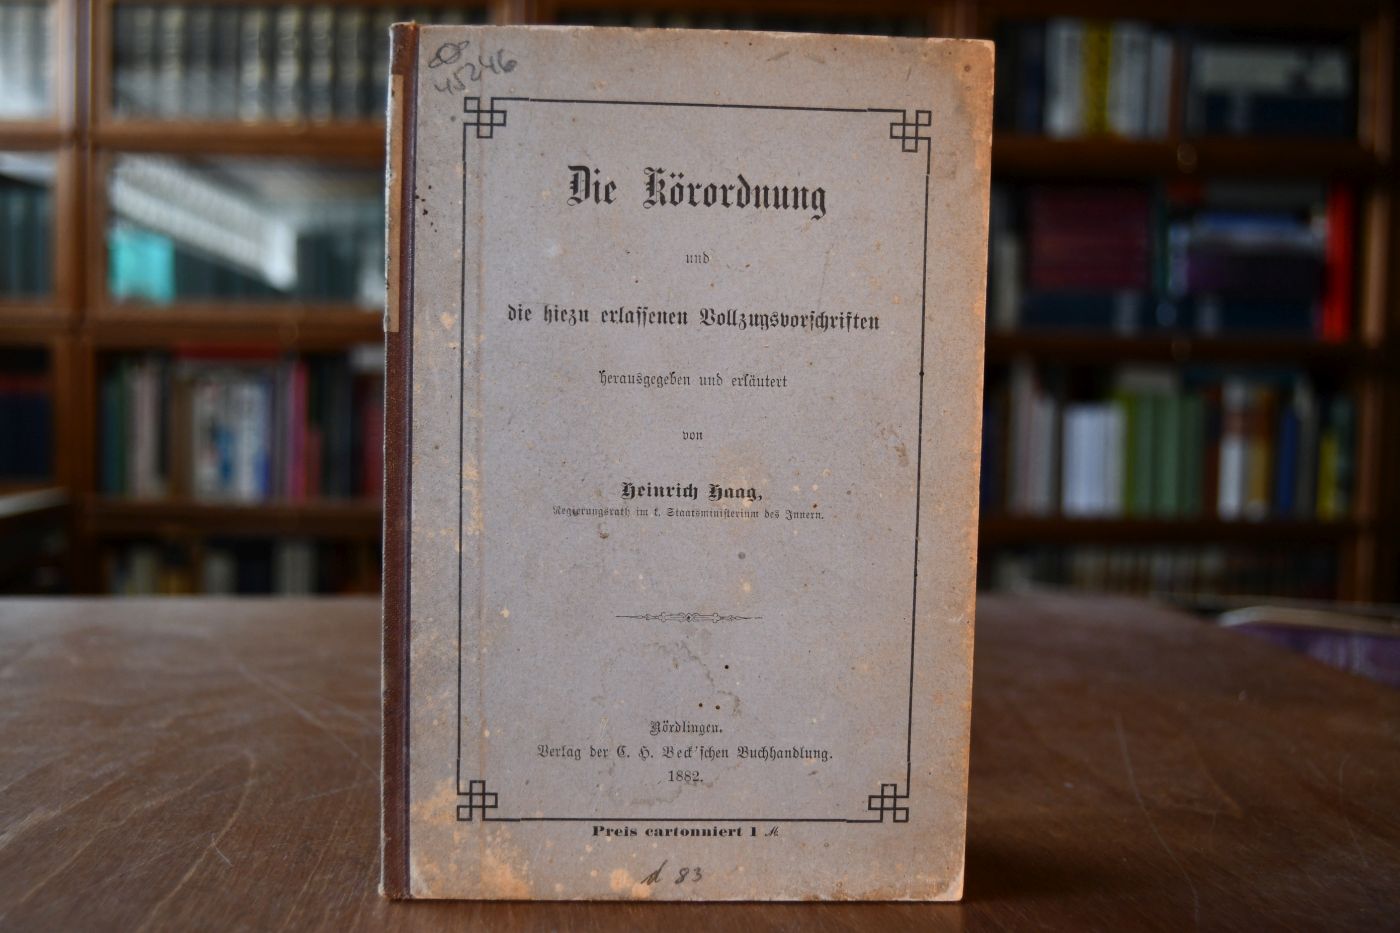 45246
Die Körordnung
und
die hiezu erlassenen Vollzugsvorschriften
herausgegeben und erläutert
von
Heinrich Haag,
Regierungsrath im k. Staatsministerium des Innern.
Nördlingen.
Verlag der C. H. Beck'schen Buchhandlung.
1882.
Preis cartonniert 1 ℳ
d 83